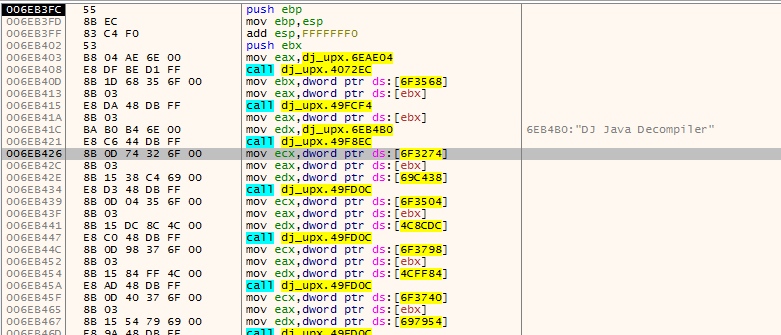 006EB3FC 55 push ebp
006EB3FD 8B EC mov ebp,esp
006EB3FF 83 C4 F0 add esp,FFFFFFF0
006EB402 53 push ebx
006EB403 B8 04 AE 6E 00 mov eax,dj_upx.6EAE04
006EB408 E8 DF BE D1 FF call dj_upx.4072EC
006EB40D 8B 1D 68 35 6F 00 mov ebx,dword ptr ds:[6F3568]
006EB413 8B 03 mov eax,dword ptr ds:[ebx]
006EB415 E8 DA 48 DB FF call dj_upx.49FCF4
006EB41A 8B 03 mov eax,dword ptr ds:[ebx]
006EB41C BA B0 B4 6E 00 mov edx,dj_upx.6EB4B0 6EB4B0:"DJ Java Decompiler"
006EB421 E8 C6 44 DB FF call dj_upx.49F8EC
006EB426 8B 0D 74 32 6F 00 mov ecx,dword ptr ds:[6F3274]
006EB42C 8B 03 mov eax,dword ptr ds:[ebx]
006EB42E 8B 15 38 C4 69 00 mov edx,dword ptr ds:[69C438]
006EB434 E8 D3 48 DB FF call dj_upx.49FD0C
006EB439 8B 0D 04 35 6F 00 mov ecx,dword ptr ds:[6F3504]
006EB43F 8B 03 mov eax,dword ptr ds:[ebx]
006EB441 8B 15 DC 8C 4C 00 mov edx,dword ptr ds:[4C8CDC]
006EB447 E8 C0 48 DB FF call dj_upx.49FD0C
006EB44C 8B 0D 98 37 6F 00 mov ecx,dword ptr ds:[6F3798]
006EB452 8B 03 mov eax,dword ptr ds:[ebx]
006EB454 8B 15 84 FF 4C 00 mov edx,dword ptr ds:[4CFF84]
006EB45A E8 AD 48 DB FF call dj_upx.49FD0C
006EB45F 8B 0D 40 37 6F 00 mov ecx,dword ptr ds:[6F3740]
006EB465 8B 03 mov eax,dword ptr ds:[ebx]
006EB467 8B 15 54 79 69 00 mov edx,dword ptr ds:[697954]
006EB46D E8 9A 48 DB FF call dj_upx.49FD0C